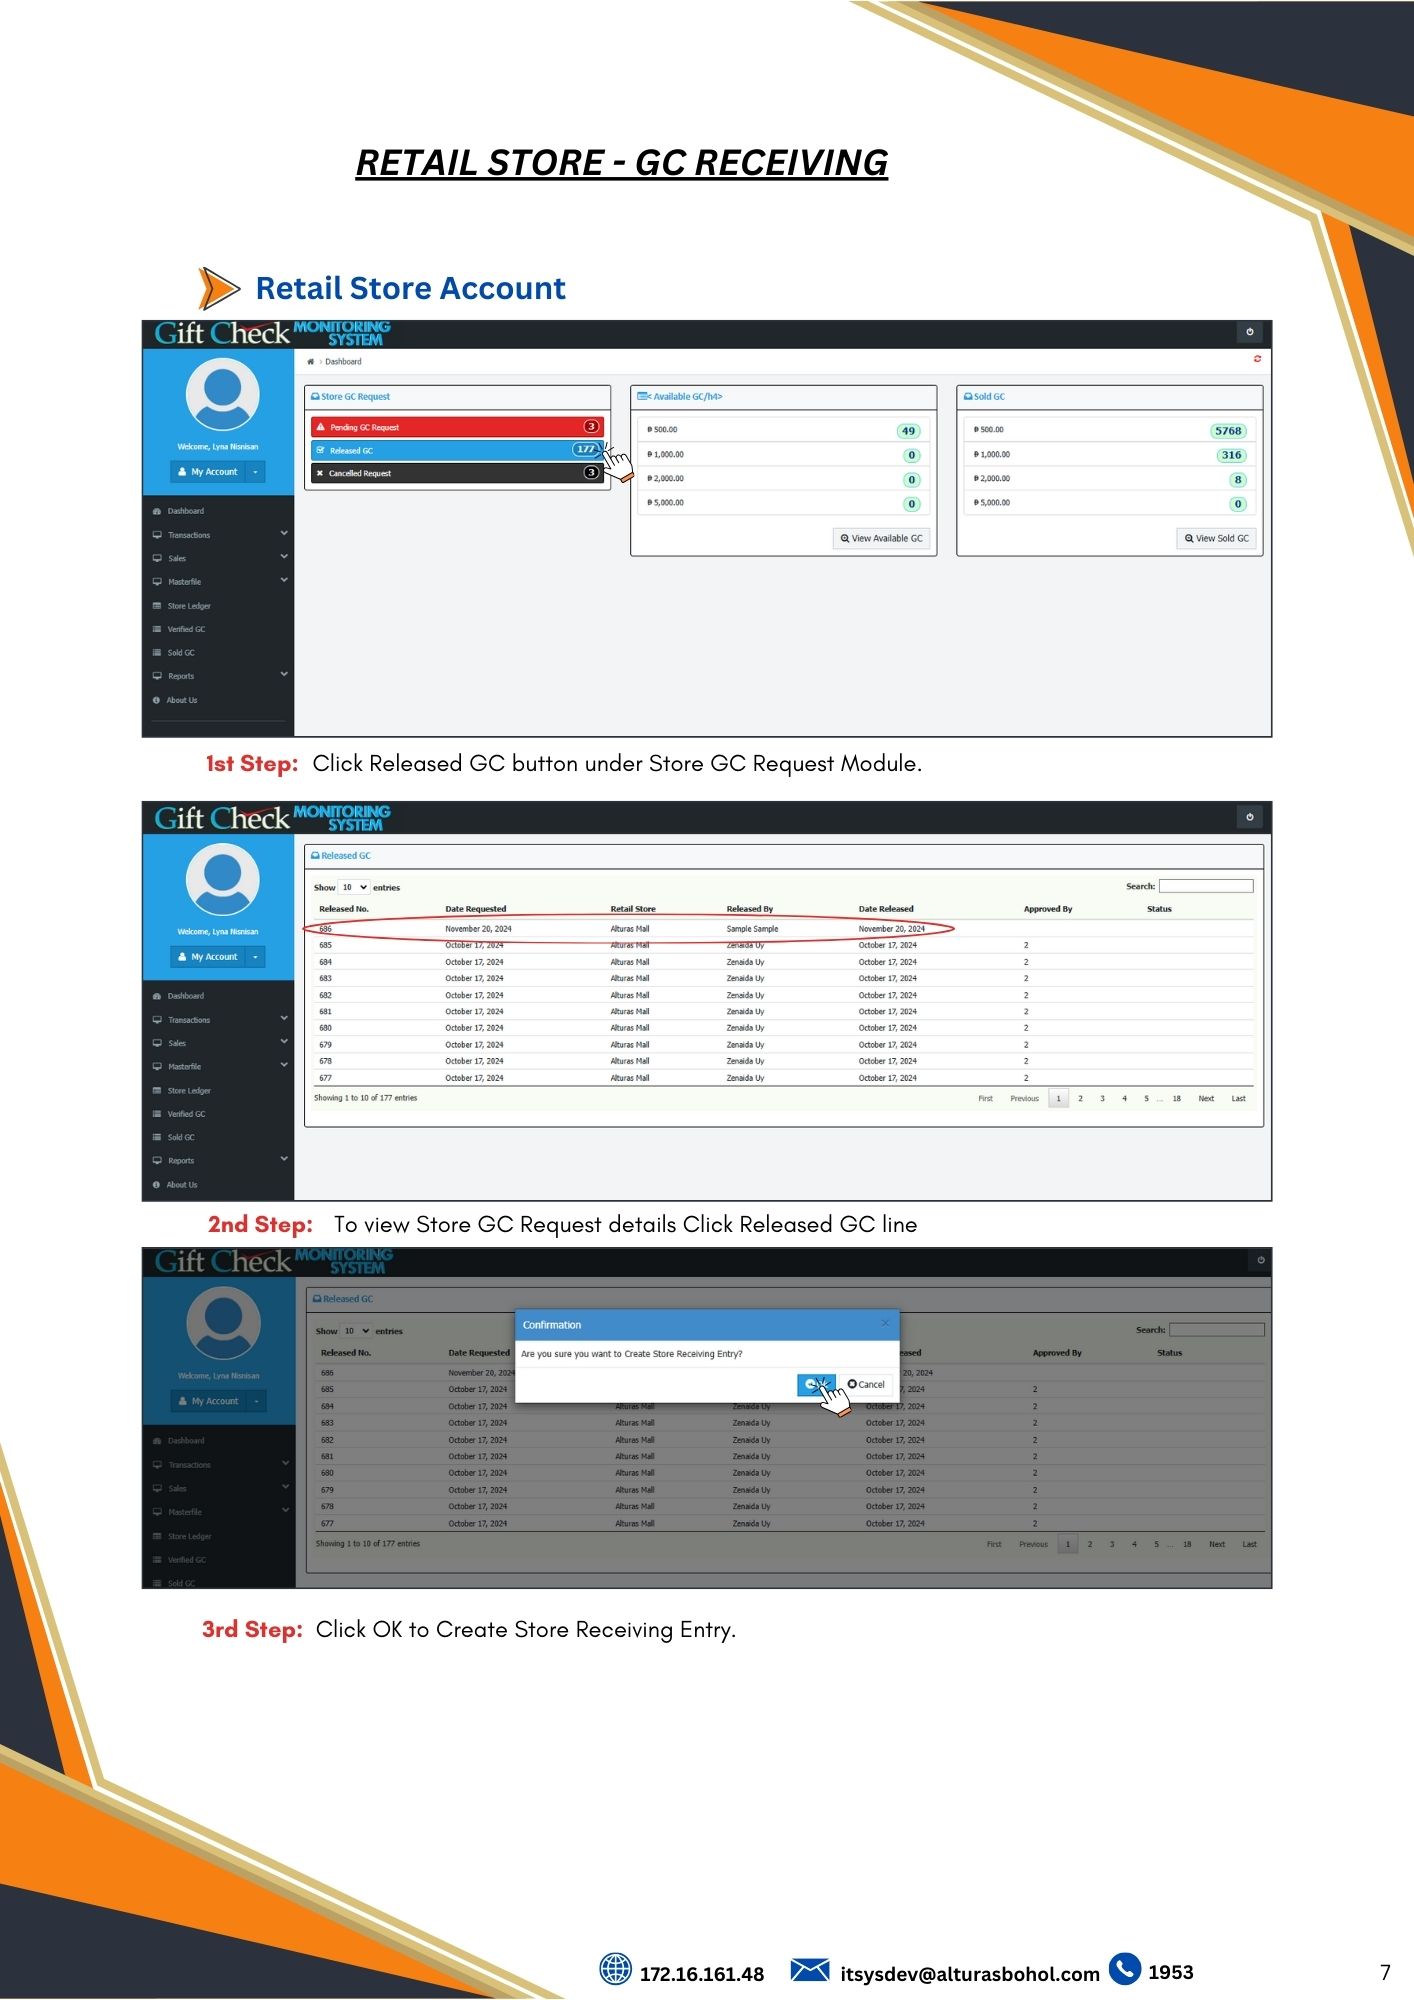 RETAIL STORE - GC RECEIVING
Retail Store Account
Gift Check MONITORING SYSTEM
> Dashboard
Welcome, Lyna Nisnisan
My Account
Dashboard
Transactions
Sales
Masterfile
Store Ledger
Verified GC
Sold GC
Reports
About Us
Store GC Request
Pending GC Request 3
Released GC 177
Cancelled Request 3
< Available GC/h4>
₱ 500.00 49
₱ 1,000.00 0
₱ 2,000.00 0
₱ 5,000.00 0
View Available GC
Sold GC
₱ 500.00 5768
₱ 1,000.00 316
₱ 2,000.00 8
₱ 5,000.00 0
View Sold GC
1st Step: Click Released GC button under Store GC Request Module.
Gift Check MONITORING SYSTEM
Welcome, Lyna Nisnisan
My Account
Dashboard
Transactions
Sales
Masterfile
Store Ledger
Verified GC
Sold GC
Reports
About Us
Released GC
Show 10 entries Search:
Released No. Date Requested Retail Store Released By Date Released Approved By Status
686 November 20, 2024 Alturas Mall Sample Sample November 20, 2024
685 October 17, 2024 Alturas Mall Zenaida Uy October 17, 2024 2
684 October 17, 2024 Alturas Mall Zenaida Uy October 17, 2024 2
683 October 17, 2024 Alturas Mall Zenaida Uy October 17, 2024 2
682 October 17, 2024 Alturas Mall Zenaida Uy October 17, 2024 2
681 October 17, 2024 Alturas Mall Zenaida Uy October 17, 2024 2
680 October 17, 2024 Alturas Mall Zenaida Uy October 17, 2024 2
679 October 17, 2024 Alturas Mall Zenaida Uy October 17, 2024 2
678 October 17, 2024 Alturas Mall Zenaida Uy October 17, 2024 2
677 October 17, 2024 Alturas Mall Zenaida Uy October 17, 2024 2
Showing 1 to 10 of 177 entries First Previous 1 2 3 4 5 ... 18 Next Last
2nd Step: To view Store GC Request details Click Released GC line
Gift Check MONITORING SYSTEM
Welcome, Lyna Nisnisan
My Account
Dashboard
Transactions
Sales
Masterfile
Store Ledger
Verified GC
Sold GC
Released GC
Show 10 entries Search:
Confirmation
Are you sure you want to Create Store Receiving Entry?
Cancel
Released No. Date Requested eased Approved By Status
686 November 20, 2024 20, 2024
685 October 17, 2024 7, 2024 2
684 October 17, 2024 Alturas Mall Zenaida Uy October 17, 2024 2
683 October 17, 2024 Alturas Mall Zenaida Uy October 17, 2024 2
682 October 17, 2024 Alturas Mall Zenaida Uy October 17, 2024 2
681 October 17, 2024 Alturas Mall Zenaida Uy October 17, 2024 2
680 October 17, 2024 Alturas Mall Zenaida Uy October 17, 2024 2
679 October 17, 2024 Alturas Mall Zenaida Uy October 17, 2024 2
678 October 17, 2024 Alturas Mall Zenaida Uy October 17, 2024 2
677 October 17, 2024 Alturas Mall Zenaida Uy October 17, 2024 2
Showing 1 to 10 of 177 entries First Previous 1 2 3 4 5 ... 18 Next Last
3rd Step: Click OK to Create Store Receiving Entry.
172.16.161.48 itsysdev@alturasbohol.com 1953
7